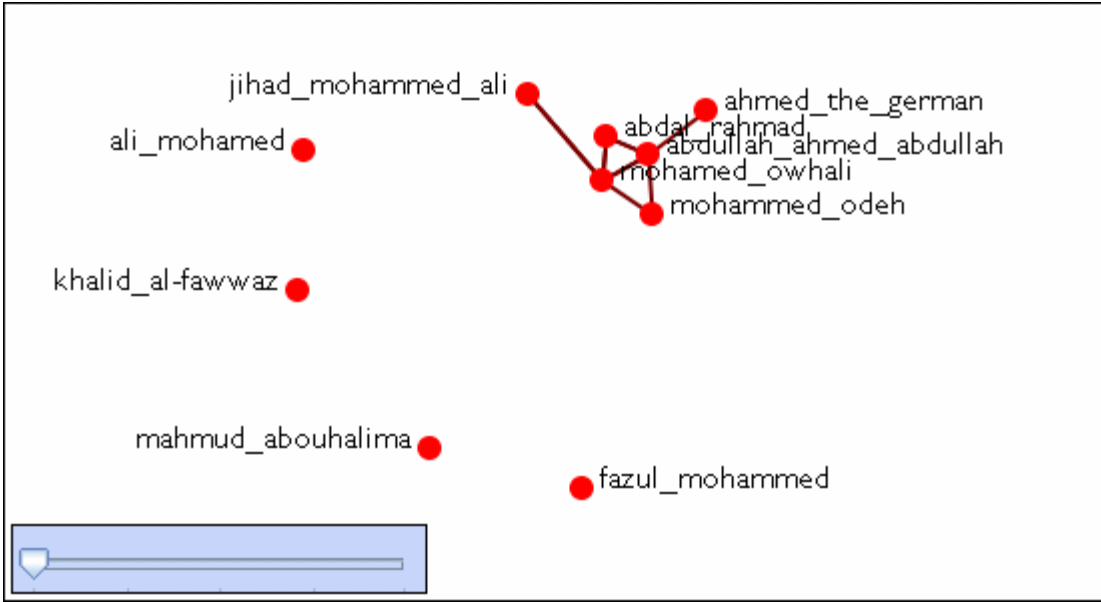 jihad_mohammed_ali
ahmed_the_german
abdal_rahmad
ali_mohamed
abdullah_ahmed_abdullah
mohamed_owhali
mohammed_odeh
khalid_al-fawwaz
mahmud_abouhalima
fazul_mohammed